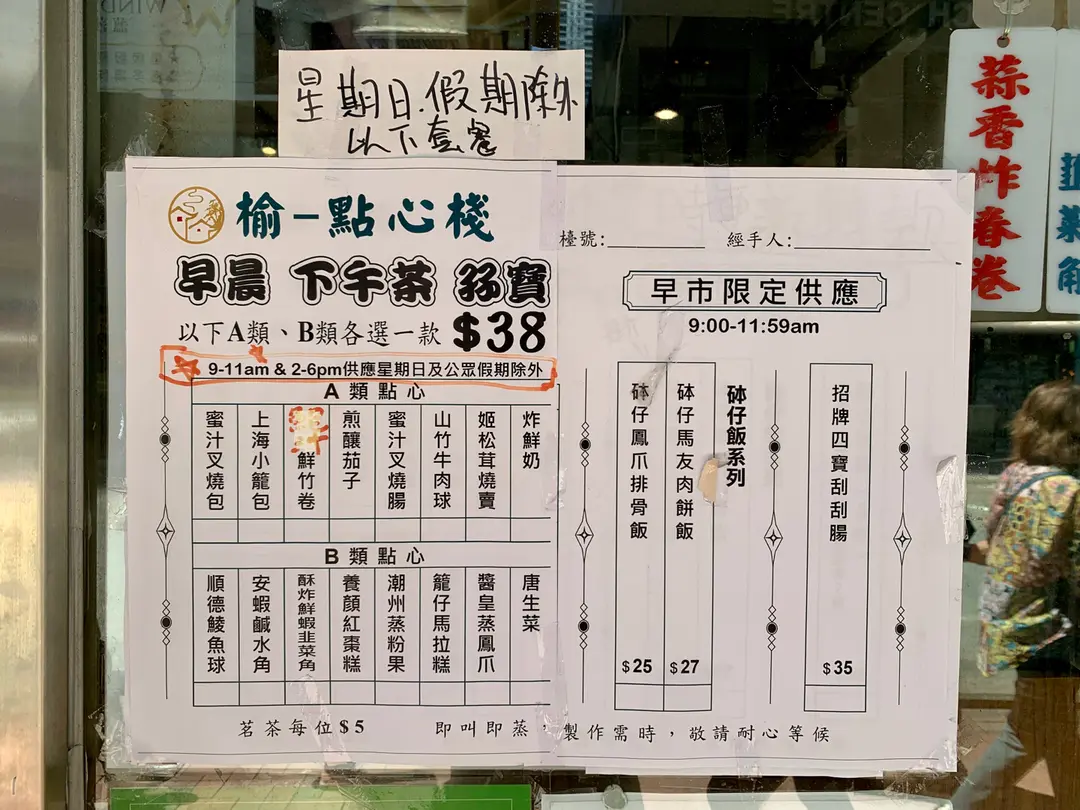 星期日.假期除外
以下套餐
榆一點心棧
早晨 下午茶 孖寶
以下A類、B類各選一款 $38
9-11am & 2-6pm供應星期日及公眾假期除外
A類點心
蜜汁叉燒包
上海小籠包
蜜汁鮮竹卷
煎釀茄子
蜜汁叉燒腸
山竹牛肉球
姬松茸燒賣
炸鮮奶
B類點心
順德鯪魚球
安蝦鹹水角
酥炸鮮蝦韭菜角
養顏紅棗糕
潮州蒸粉果
籠仔馬拉糕
醬皇蒸鳳爪
唐生菜
茗茶每位$5
即叫即蒸，製作需時，敬請耐心等候
檯號:
經手人:
早市限定供應
9:00-11:59am
砵仔鳳爪排骨飯 $25
砵仔馬友肉餅飯 $27
砵仔飯系列
招牌四寶刮刮腸 $35
蒜香炸春卷
韮菜角